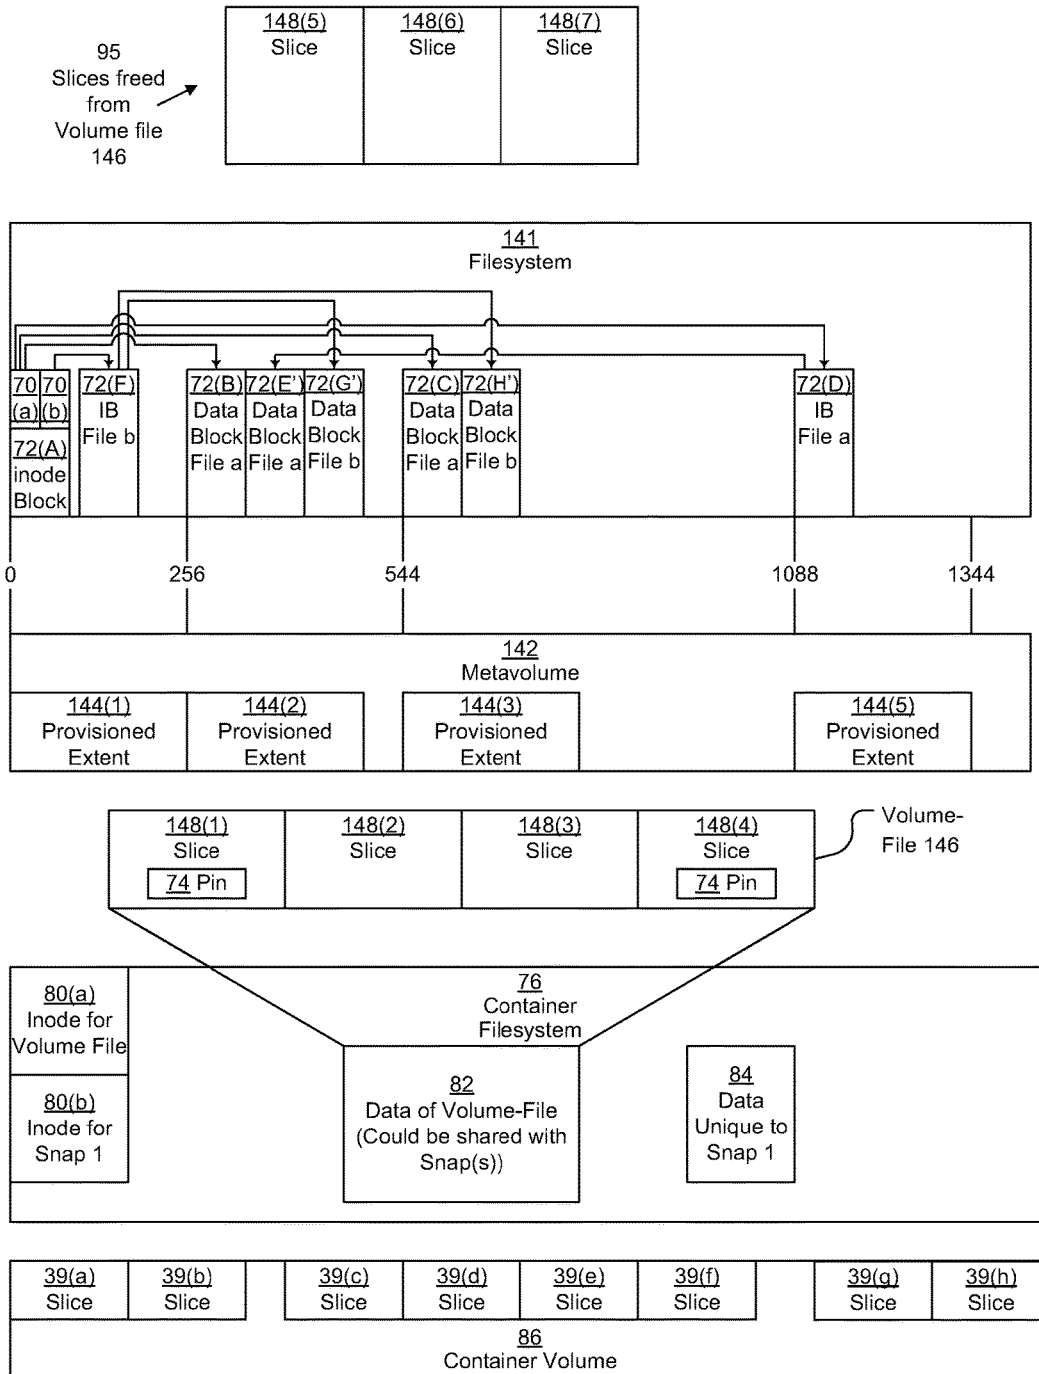 148(5)
Slice
148(6)
Slice
148(7)
Slice
95
Slices freed
from
Volume file
146
141
Filesystem
70
(a)
70
(b)
72(A)
inode
Block
72(F)
IB
File b
72(B)
Data
Block
File a
72(E')
Data
Block
File a
72(G')
Data
Block
File b
72(C)
Data
Block
File a
72(H')
Data
Block
File b
72(D)
IB
File a
0
256
544
1088
1344
142
Metavolume
144(1)
Provisioned
Extent
144(2)
Provisioned
Extent
144(3)
Provisioned
Extent
144(5)
Provisioned
Extent
148(1)
Slice
74 Pin
148(2)
Slice
148(3)
Slice
148(4)
Slice
74 Pin
Volume-
File 146
76
Container
Filesystem
80(a)
Inode for
Volume File
80(b)
Inode for
Snap 1
82
Data of Volume-File
(Could be shared with
Snap(s))
84
Data
Unique to
Snap 1
39(a)
Slice
39(b)
Slice
39(c)
Slice
39(d)
Slice
39(e)
Slice
39(f)
Slice
39(g)
Slice
39(h)
Slice
86
Container Volume